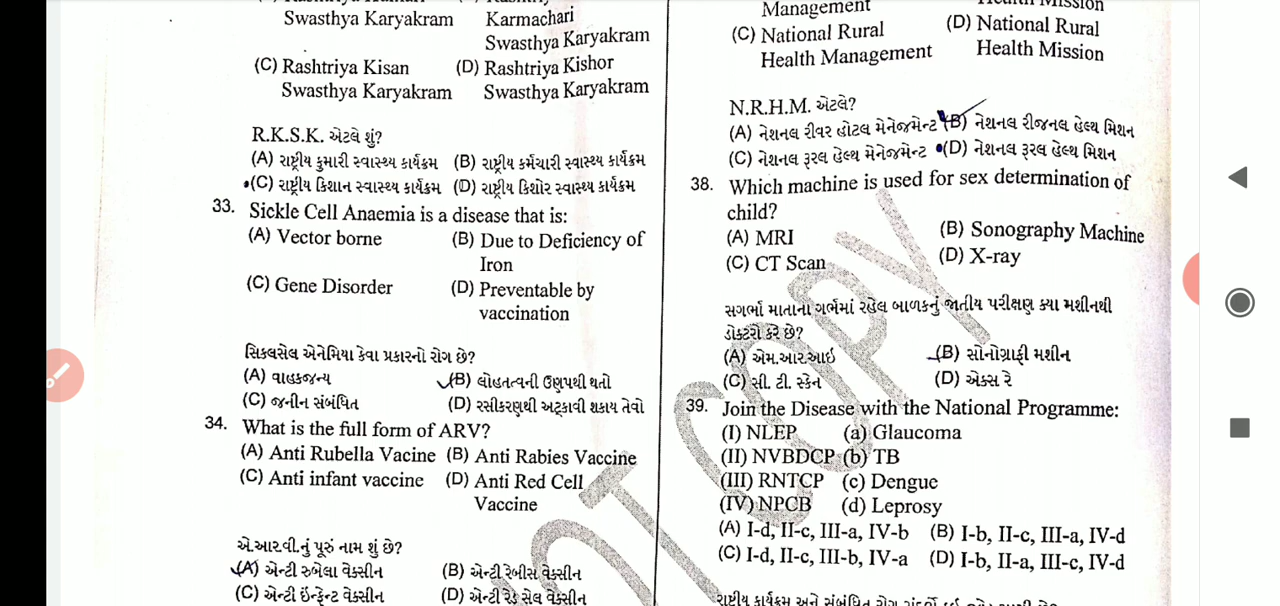 Swasthya Karyakram Karmachari
Swasthya Karyakram
(C) Rashtriya Kisan (D) Rashtriya Kishor
Swasthya Karyakram Swasthya Karyakram
R.K.S.K. એટલે શું?
(A) રાષ્ટ્રીય કુમારી સ્વાસ્થ્ય કાર્યક્રમ (B) રાષ્ટ્રીય કર્મચારી સ્વાસ્થ્ય કાર્યક્રમ
(C) રાષ્ટ્રીય કિશાન સ્વાસ્થ્ય કાર્યક્રમ (D) રાષ્ટ્રીય કિશોર સ્વાસ્થ્ય કાર્યક્રમ
33. Sickle Cell Anaemia is a disease that is:
(A) Vector borne (B) Due to Deficiency of
Iron
(C) Gene Disorder (D) Preventable by
vaccination
સિકલસેલ એનેમિયા કેવા પ્રકારનો રોગ છે?
(A) વાહકજન્ય (B) લોહતત્વની ઉણપથી થતો
(C) જનીન સંબંધિત (D) રસીકરણથી અટકાવી શકાય તેવો
34. What is the full form of ARV?
(A) Anti Rubella Vacine (B) Anti Rabies Vaccine
(C) Anti infant vaccine (D) Anti Red Cell
Vaccine
એ.આર.વી.નું પૂરું નામ શું છે?
(A) એન્ટી રુબેલા વેક્સીન (B) એન્ટી રેબીસ વેક્સીન
(C) એન્ટી ઇન્ફેન્ટ વેક્સીન (D) એન્ટી રેડ સેલ વેક્સીન
Management Health Mission
(C) National Rural (D) National Rural
Health Management Health Mission
N.R.H.M. એટલે?
(A) નેશનલ રીવર હોટલ મેનેજમેન્ટ (B) નેશનલ રીજનલ હેલ્થ મિશન
(C) નેશનલ રૂરલ હેલ્થ મેનેજમેન્ટ (D) નેશનલ રૂરલ હેલ્થ મિશન
38. Which machine is used for sex determination of
child?
(A) MRI (B) Sonography Machine
(C) CT Scan (D) X-ray
સગર્ભા માતાના ગર્ભમાં રહેલ બાળકનું જાતીય પરીક્ષણ ક્યા મશીનથી
ડોક્ટરો કરે છે?
(A) એમ.આર.આઇ (B) સોનોગ્રાફી મશીન
(C) સી. ટી. સ્કેન (D) એક્સ રે
39. Join the Disease with the National Programme:
(I) NLEP (a) Glaucoma
(II) NVBDCP (b) TB
(III) RNTCP (c) Dengue
(IV) NPCB (d) Leprosy
(A) I-d, II-c, III-a, IV-b (B) I-b, II-c, III-a, IV-d
(C) I-d, II-c, III-b, IV-a (D) I-b, II-a, III-c, IV-d
રાષ્ટ્રીય કાર્યક્રમ અને સંબંધિત રોગ
OT COPY